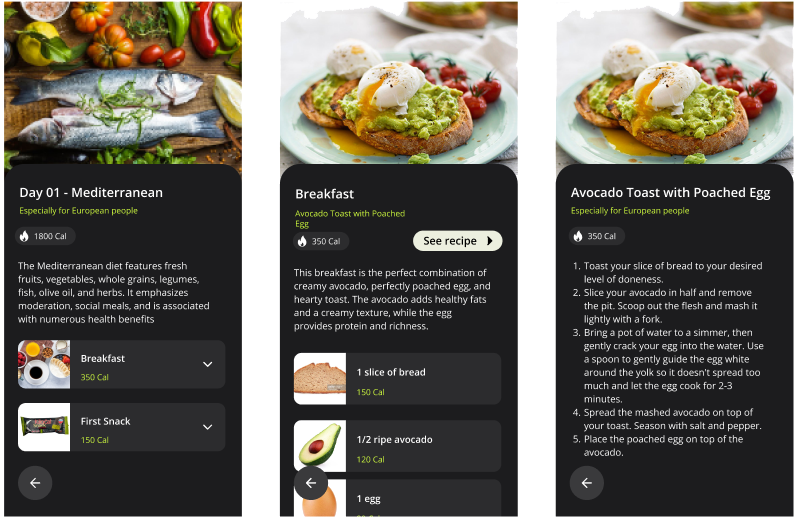 Day 01 - Mediterranean
Especially for European people
1800 Cal
The Mediterranean diet features fresh
fruits, vegetables, whole grains, legumes,
fish, olive oil, and herbs. It emphasizes
moderation, social meals, and is associated
with numerous health benefits
Breakfast
350 Cal
First Snack
150 Cal
Breakfast
Avocado Toast with Poached
Egg
350 Cal
See recipe
This breakfast is the perfect combination of
creamy avocado, perfectly poached egg, and
hearty toast. The avocado adds healthy fats
and a creamy texture, while the egg
provides protein and richness.
1 slice of bread
150 Cal
1/2 ripe avocado
120 Cal
1 egg
Avocado Toast with Poached Egg
Especially for European people
350 Cal
1. Toast your slice of bread to your desired
level of doneness.
2. Slice your avocado in half and remove
the pit. Scoop out the flesh and mash it
lightly with a fork.
3. Bring a pot of water to a simmer, then
gently crack your egg into the water. Use
a spoon to gently guide the egg white
around the yolk so it doesn't spread too
much and let the egg cook for 2-3
minutes.
4. Spread the mashed avocado on top of
your toast. Season with salt and pepper.
5. Place the poached egg on top of the
avocado.